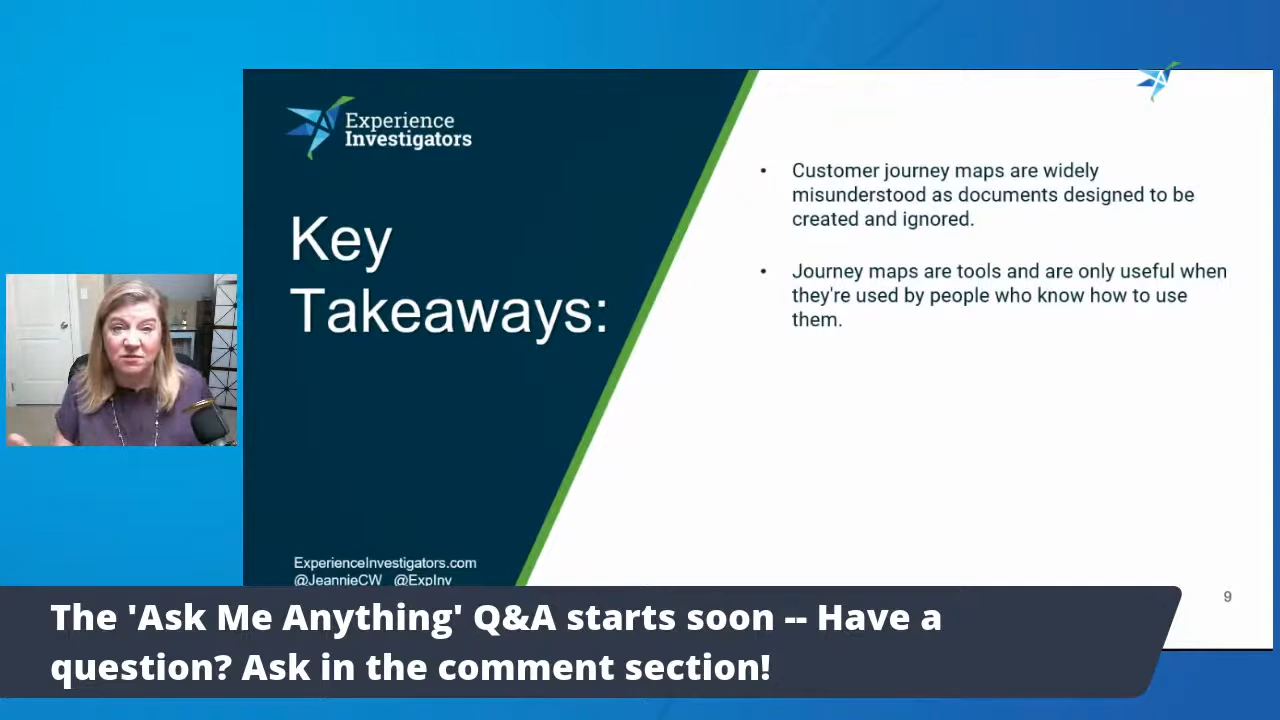 Experience
Investigators
Key
Takeaways:
• Customer journey maps are widely
misunderstood as documents designed to be
created and ignored.
• Journey maps are tools and are only useful when
they're used by people who know how to use
them.
ExperienceInvestigators.com
@JeannieCW @ExpInv
9
The 'Ask Me Anything' Q&A starts soon -- Have a
question? Ask in the comment section!